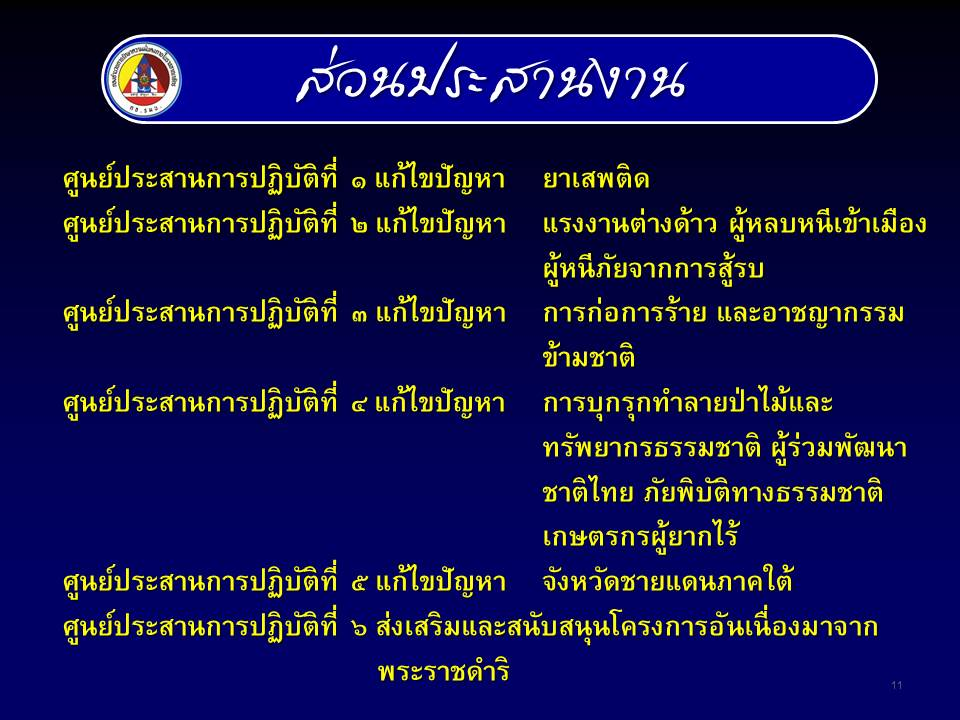 ส่วนประสานงาน
ศูนย์ประสานการปฏิบัติที่ ๑ แก้ไขปัญหา ยาเสพติด
ศูนย์ประสานการปฏิบัติที่ ๒ แก้ไขปัญหา แรงงานต่างด้าว ผู้หลบหนีเข้าเมือง
ผู้หนีภัยจากการสู้รบ
ศูนย์ประสานการปฏิบัติที่ ๓ แก้ไขปัญหา การก่อการร้าย และอาชญากรรม
ข้ามชาติ
ศูนย์ประสานการปฏิบัติที่ ๔ แก้ไขปัญหา การบุกรุกทำลายป่าไม้และ
ทรัพยากรธรรมชาติ ผู้ร่วมพัฒนา
ชาติไทย ภัยพิบัติทางธรรมชาติ
เกษตรกรผู้ยากไร้
ศูนย์ประสานการปฏิบัติที่ ๕ แก้ไขปัญหา จังหวัดชายแดนภาคใต้
ศูนย์ประสานการปฏิบัติที่ ๖ ส่งเสริมและสนับสนุนโครงการอันเนื่องมาจาก
พระราชดำริ
11